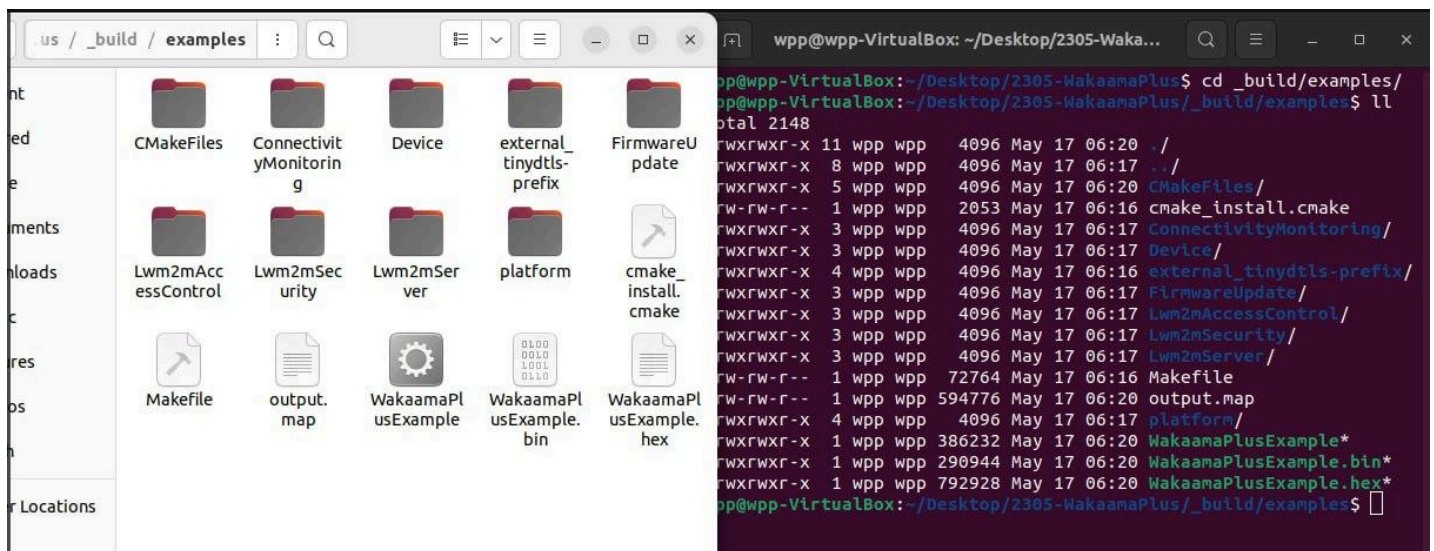 us / _build / examples
nt
ed
e
ments
nloads
c
res
os
n
r Locations
CMakeFiles
Connectivit
yMonitorin
g
Device
external_
tinydtls-
prefix
FirmwareU
pdate
Lwm2mAcc
essControl
Lwm2mSec
urity
Lwm2mSer
ver
platform
cmake_
install.
cmake
Makefile
output.
map
WakaamaPl
usExample
0100
0010
1001
0110
WakaamaPl
usExample.
bin
WakaamaPl
usExample.
hex
wpp@wpp-VirtualBox: ~/Desktop/2305-Waka...
pp@wpp-VirtualBox:~/Desktop/2305-WakaamaPlus$ cd _build/examples/
pp@wpp-VirtualBox:~/Desktop/2305-WakaamaPlus/_build/examples$ ll
otal 2148
rwxrwxr-x 11 wpp wpp   4096 May 17 06:20 ./
rwxrwxr-x  8 wpp wpp   4096 May 17 06:17 ../
rwxrwxr-x  5 wpp wpp   4096 May 17 06:20 CMakeFiles/
rw-rw-r--  1 wpp wpp   2053 May 17 06:16 cmake_install.cmake
rwxrwxr-x  3 wpp wpp   4096 May 17 06:17 ConnectivityMonitoring/
rwxrwxr-x  3 wpp wpp   4096 May 17 06:17 Device/
rwxrwxr-x  4 wpp wpp   4096 May 17 06:16 external_tinydtls-prefix/
rwxrwxr-x  3 wpp wpp   4096 May 17 06:17 FirmwareUpdate/
rwxrwxr-x  3 wpp wpp   4096 May 17 06:17 Lwm2mAccessControl/
rwxrwxr-x  3 wpp wpp   4096 May 17 06:17 Lwm2mSecurity/
rwxrwxr-x  3 wpp wpp   4096 May 17 06:17 Lwm2mServer/
rw-rw-r--  1 wpp wpp  72764 May 17 06:16 Makefile
rw-rw-r--  1 wpp wpp 594776 May 17 06:20 output.map
rwxrwxr-x  4 wpp wpp   4096 May 17 06:17 platform/
rwxrwxr-x  1 wpp wpp 386232 May 17 06:20 WakaamaPlusExample*
rwxrwxr-x  1 wpp wpp 290944 May 17 06:20 WakaamaPlusExample.bin*
rwxrwxr-x  1 wpp wpp 792928 May 17 06:20 WakaamaPlusExample.hex*
pp@wpp-VirtualBox:~/Desktop/2305-WakaamaPlus/_build/examples$